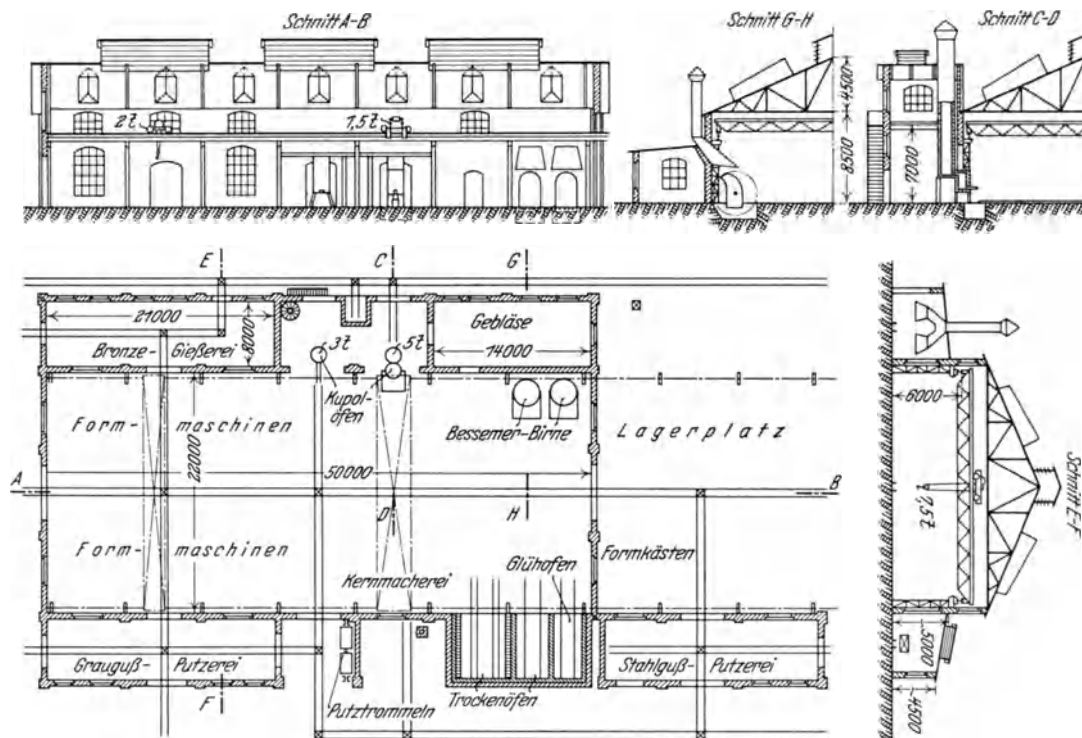 Schnitt A-B
Schnitt G-H
Schnitt C-D
2t
1,5t
4500
8500
7000
E
C
G
21000
8000
Bronze- Gießerei
3t
5t
Gebläse
14000
Kupol-
öfen
Form- maschinen
22000
Bessemer-Birne
Lagerplatz
6000
A
50000
B
D
H
Schnitt E-F
7,5t
Form- maschinen
Kernmacherei
Glühofen
Formkästen
Grauguß- Putzerei
Stahlguß- Putzerei
~5000
~4500
F
Putztrommeln
Trockenöfen